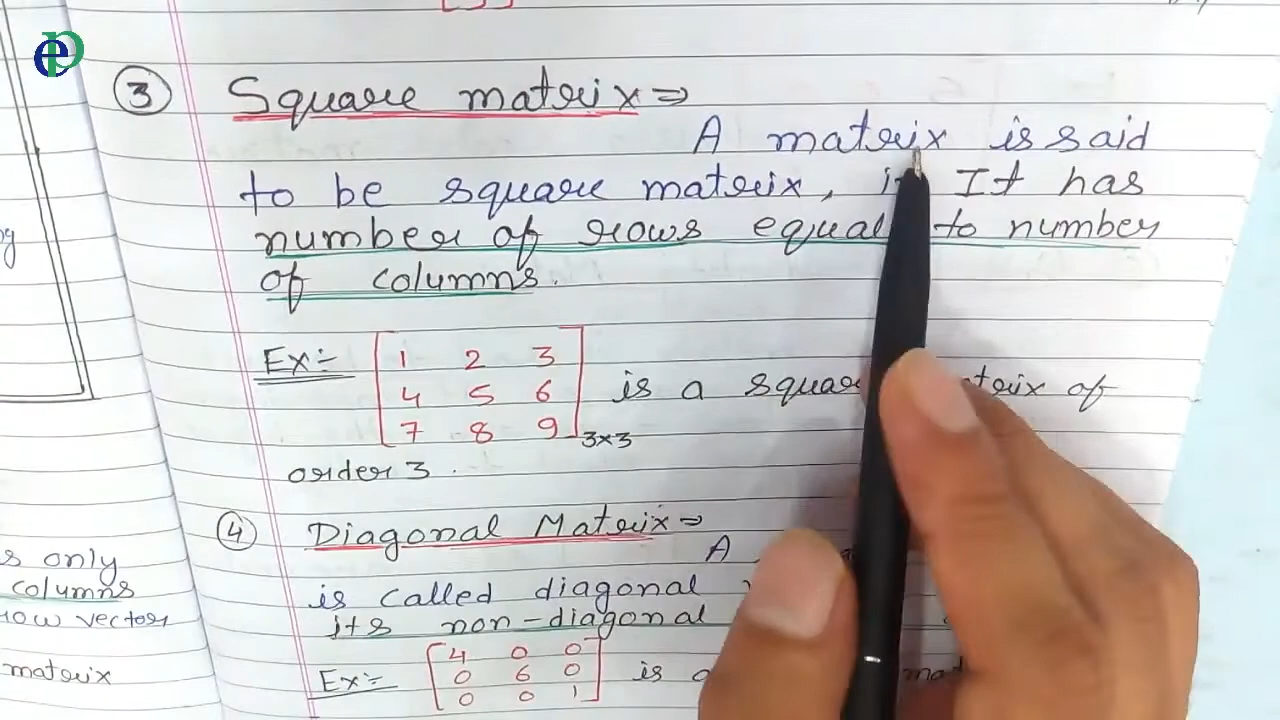 ep
③ Square matrix ⇒
A matrix is said
to be square matrix, It has
number of rows equal to number
of columns.
Ex:- [1 2 3
4 5 6 is a square matrix of
7 8 9] 3×3
order 3.
④ Diagonal Matrix ⇒
A
is called diagonal
its non-diagonal
Ex:- [4 0 0
0 6 0 is a
0 0 1]
s only
columns
row vector
matrix